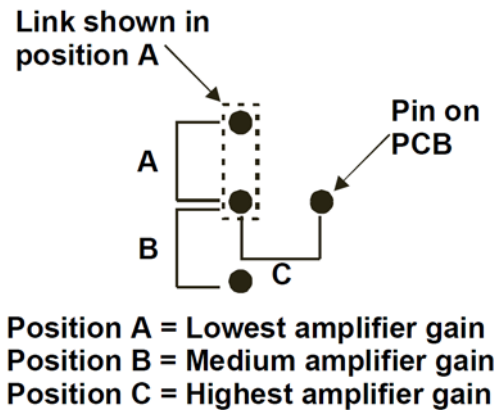 Link shown in
position A
Pin on
PCB
A
B
C
Position A = Lowest amplifier gain
Position B = Medium amplifier gain
Position C = Highest amplifier gain